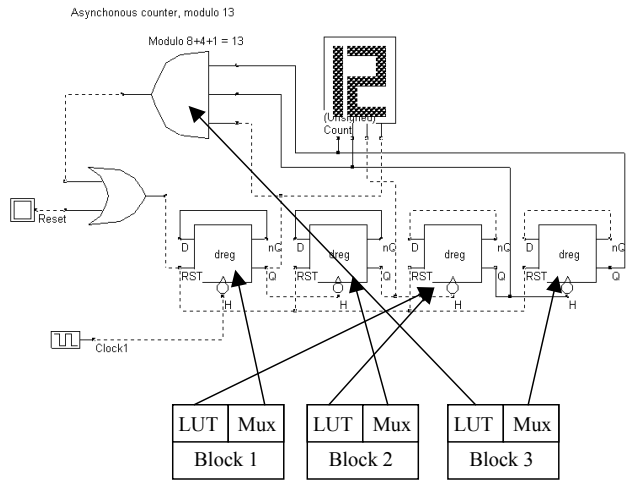 Asynchonous counter, modulo 13
Modulo 8+4+1 = 13
12
(Unsigned)
Count
Reset
D nQ D nQ D nQ D nQ
dreg dreg dreg dreg
RST Q RST Q RST Q RST Q
H H H H
Clock1
LUT Mux LUT Mux LUT Mux
Block 1 Block 2 Block 3